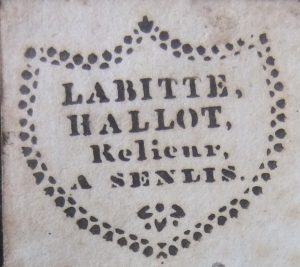 LABITTE,
HALLOT,
Relieur,
A SENLIS.